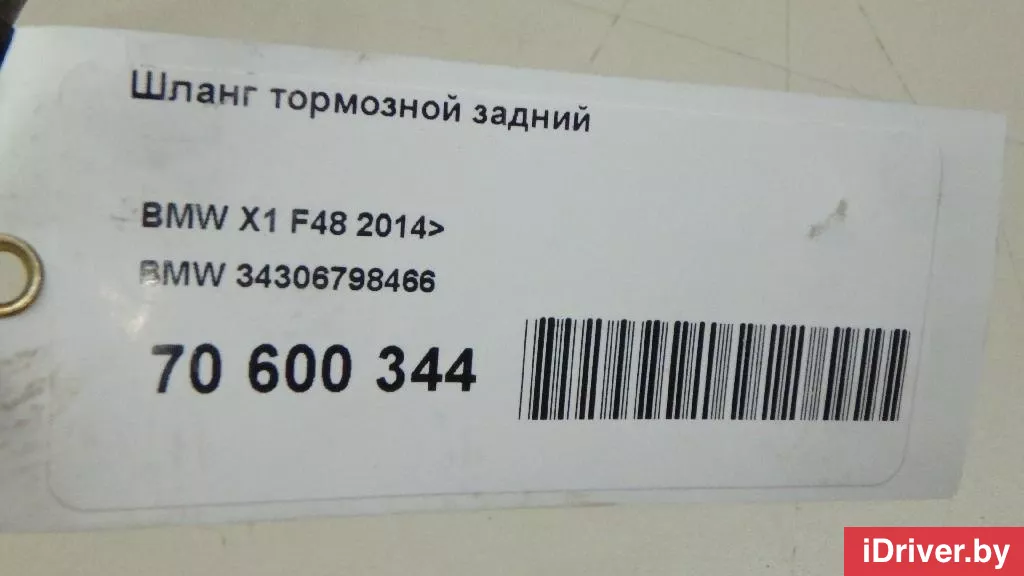 Шланг тормозной задний
BMW X1 F48 2014>
BMW 34306798466
70 600 344
iDriver.by